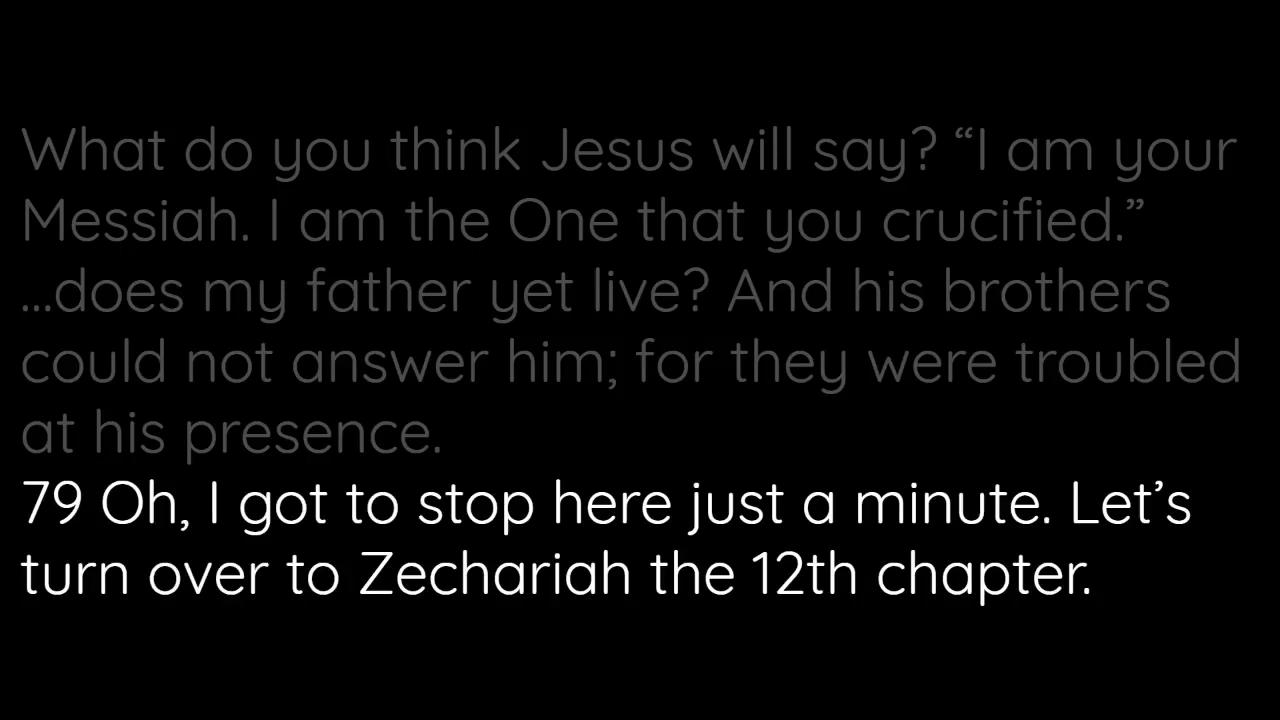 What do you think Jesus will say? “I am your
Messiah. I am the One that you crucified.”
...does my father yet live? And his brothers
could not answer him; for they were troubled
at his presence.
79 Oh, I got to stop here just a minute. Let’s
turn over to Zechariah the 12th chapter.